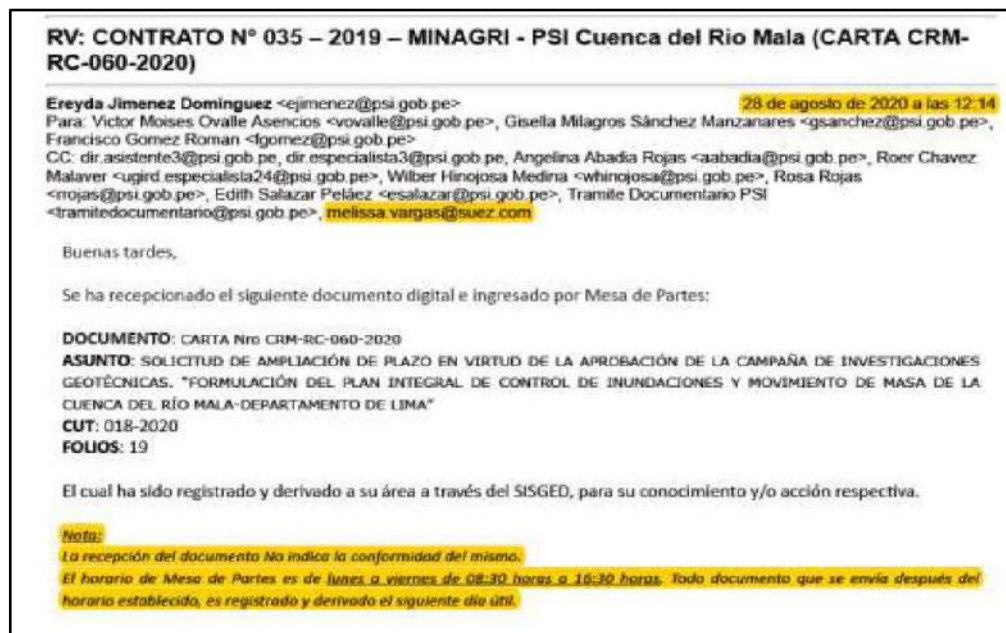 RV: CONTRATO N° 035 – 2019 – MINAGRI - PSI Cuenca del Rio Mala (CARTA CRM-
RC-060-2020)
Ereyda Jimenez Dominguez <ejimenez@psi.gob.pe> 28 de agosto de 2020 a las 12:14
Para: Victor Moises Ovalle Asencios <vovalle@psi.gob.pe>, Gisella Milagros Sánchez Manzanares <gsanchez@psi.gob.pe>,
Francisco Gomez Roman <fgomez@psi.gob.pe>
CC: dir.asistente3@psi.gob.pe, dir.especialista3@psi.gob.pe, Angelina Abadia Rojas <aabadia@psi.gob.pe>, Roer Chavez
Malaver <ugird.especialista24@psi.gob.pe>, Wilber Hinojosa Medina <whinojosa@psi.gob.pe>, Rosa Rojas
<rrojas@psi.gob.pe>, Edith Salazar Peláez <esalazar@psi.gob.pe>, Tramite Documentario PSI
<tramitedocumentario@psi.gob.pe>, melissa.vargas@suez.com
Buenas tardes,
Se ha recepcionado el siguiente documento digital e ingresado por Mesa de Partes:
DOCUMENTO: CARTA Nro CRM-RC-060-2020
ASUNTO: SOLICITUD DE AMPLIACIÓN DE PLAZO EN VIRTUD DE LA APROBACIÓN DE LA CAMPAÑA DE INVESTIGACIONES
GEOTÉCNICAS. "FORMULACIÓN DEL PLAN INTEGRAL DE CONTROL DE INUNDACIONES Y MOVIMIENTO DE MASA DE LA
CUENCA DEL RÍO MALA-DEPARTAMENTO DE LIMA"
CUT: 018-2020
FOLIOS: 19
El cual ha sido registrado y derivado a su área a través del SISGED, para su conocimiento y/o acción respectiva.
Nota:
La recepción del documento No indica la conformidad del mismo.
El horario de Mesa de Partes es de lunes a viernes de 08:30 horas a 16:30 horas. Todo documento que se envía después del
horario establecido, es registrado y derivado el siguiente día útil.